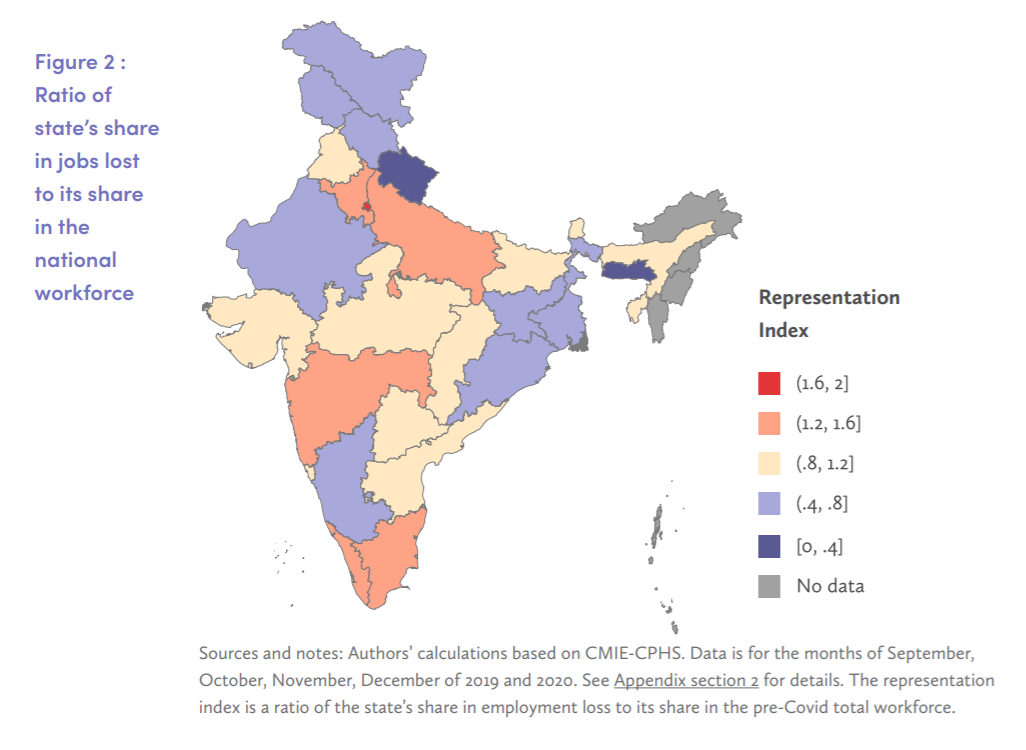 Figure 2 :
Ratio of
state's share
in jobs lost
to its share
in the
national
workforce
Representation
Index
(1.6, 2]
(1.2, 1.6]
(.8, 1.2]
(.4, .8]
[0, .4]
No data
Sources and notes: Authors' calculations based on CMIE-CPHS. Data is for the months of September,
October, November, December of 2019 and 2020. See Appendix section 2 for details. The representation
index is a ratio of the state's share in employment loss to its share in the pre-Covid total workforce.